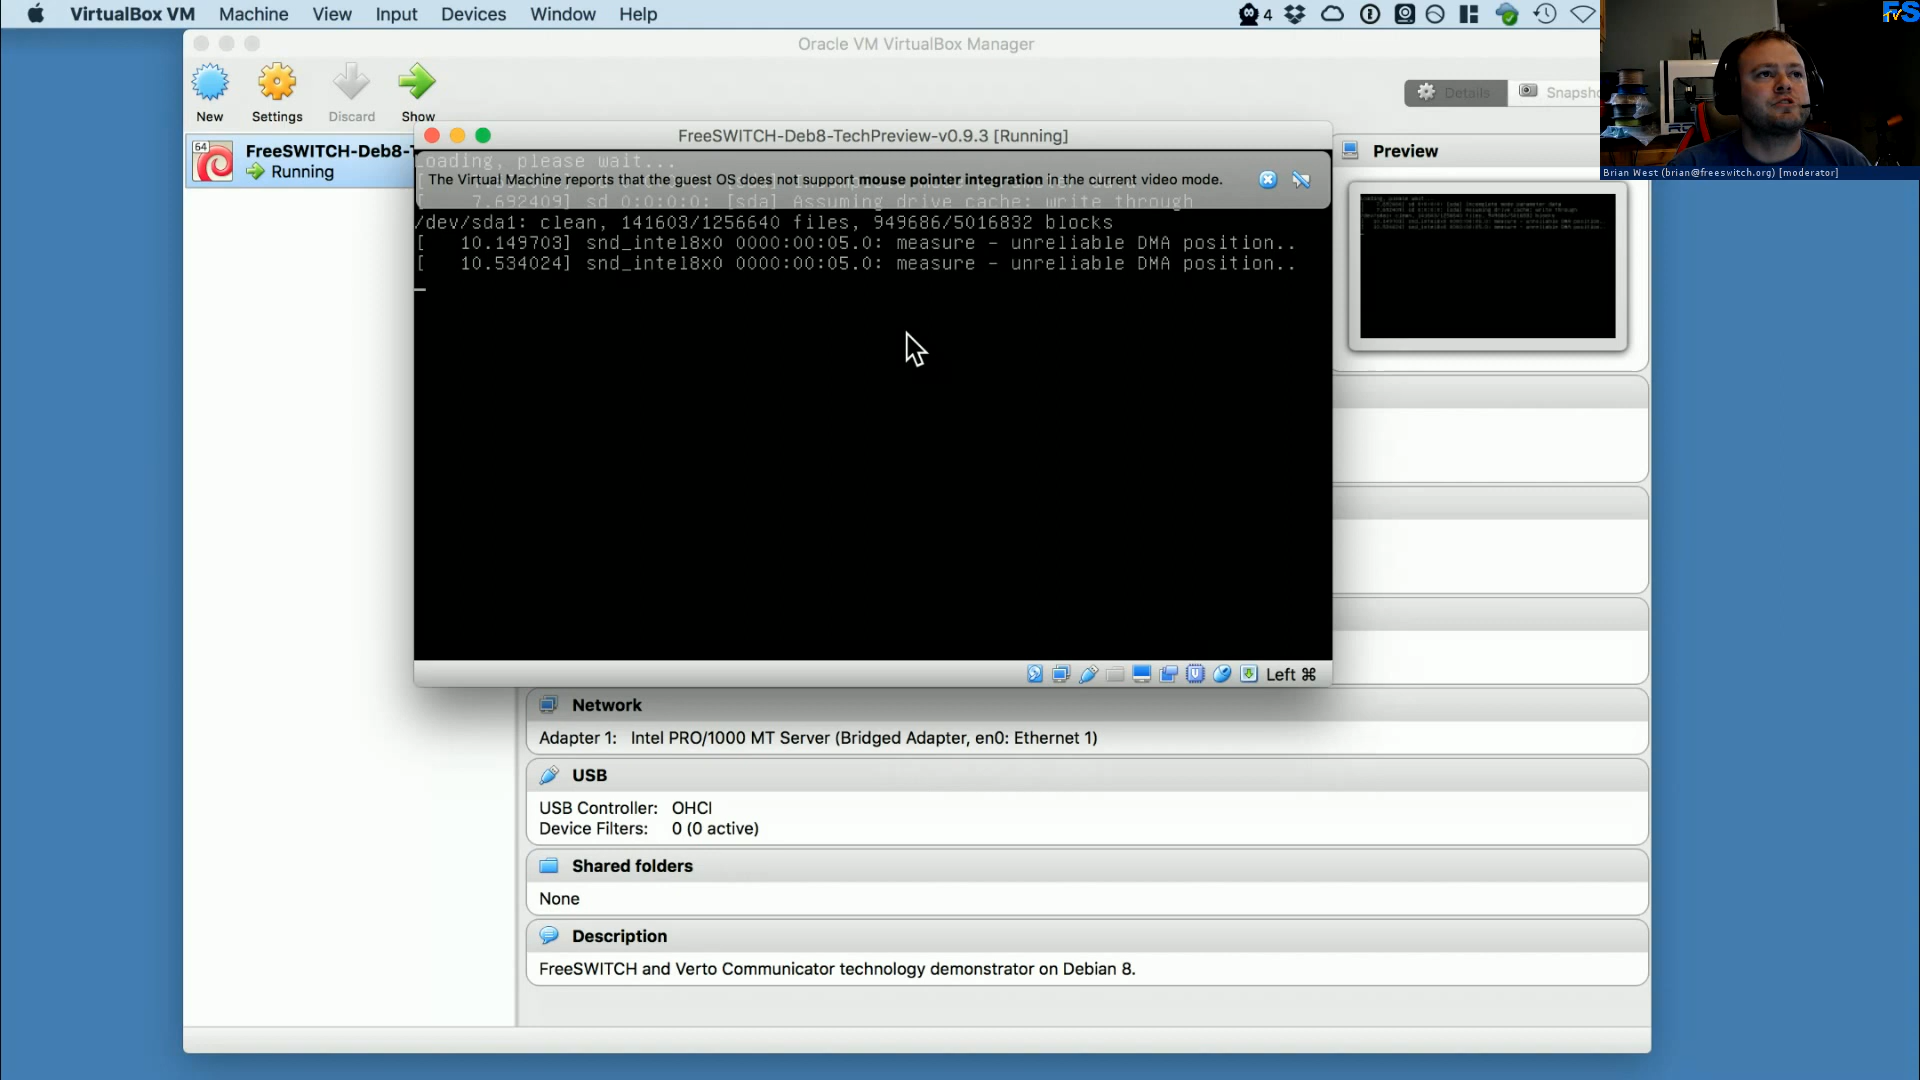 VirtualBox VM Machine View Input Devices Window Help
4
FS
TV
Oracle VM VirtualBox Manager
New
Settings
Discard
Show
Details
Snapsho
Brian West (brian@freeswitch.org) [moderator]
64
FreeSWITCH-Deb8-T
Running
FreeSWITCH-Deb8-TechPreview-v0.9.3 [Running]
Loading, please wait...
The Virtual Machine reports that the guest OS does not support mouse pointer integration in the current video mode.
[ 7.692409] sd 0:0:0:0: [sda] Assuming drive cache: write through
/dev/sda1: clean, 141603/1256640 files, 949686/5016832 blocks
[ 10.149703] snd_intel8x0 0000:00:05.0: measure - unreliable DMA position..
[ 10.534024] snd_intel8x0 0000:00:05.0: measure - unreliable DMA position..
Left ⌘
Preview
Network
Adapter 1: Intel PRO/1000 MT Server (Bridged Adapter, en0: Ethernet 1)
USB
USB Controller: OHCI
Device Filters: 0 (0 active)
Shared folders
None
Description
FreeSWITCH and Verto Communicator technology demonstrator on Debian 8.